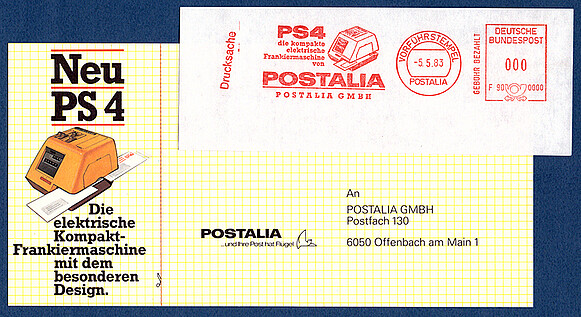 Drucksache
PS4
die kompakte
elektrische
Frankiermaschine
von
POSTALIA
POSTALIA GMBH
VORFÜHRSTEMPEL
-5.5.83
POSTALIA
GEBÜHR BEZAHLT
DEUTSCHE
BUNDESPOST
000
F 90 0000
Neu
PS 4
Die
elektrische
Kompakt-
Frankiermaschine
mit dem
besonderen
Design.
POSTALIA
...und Ihre Post hat Flügel
An
POSTALIA GMBH
Postfach 130
6050 Offenbach am Main 1